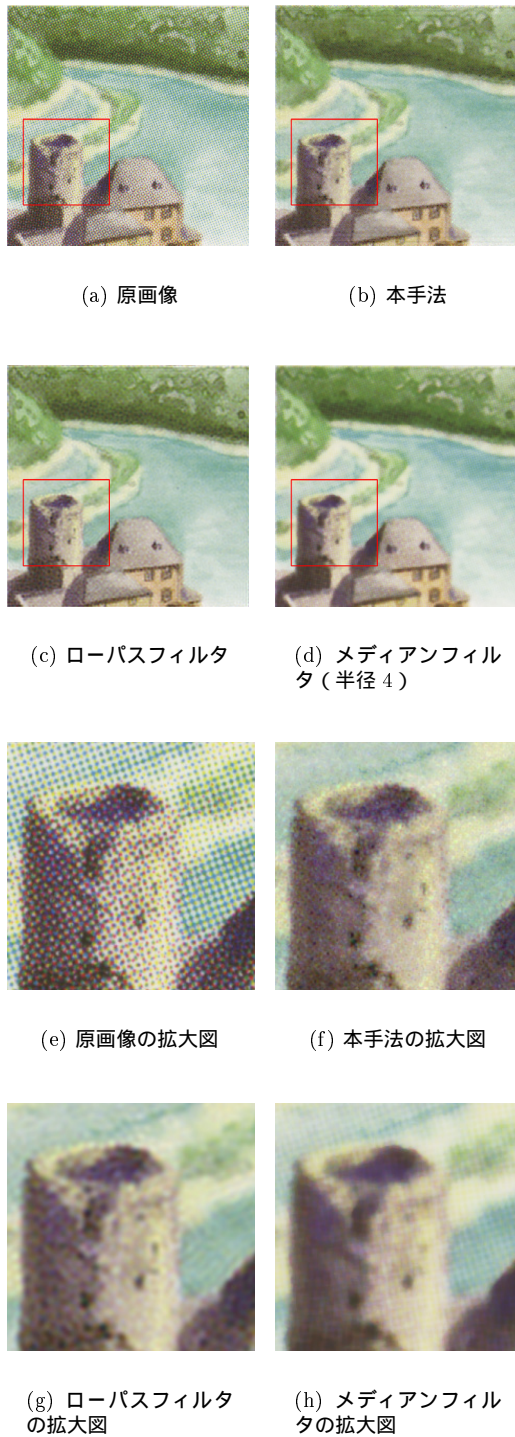 (a) 原画像
(b) 本手法
(c) ローパスフィルタ
(d) メディアンフィル
タ ( 半径 4 )
(e) 原画像の拡大図
(f) 本手法の拡大図
(g) ローパスフィルタ
の拡大図
(h) メディアンフィル
タの拡大図